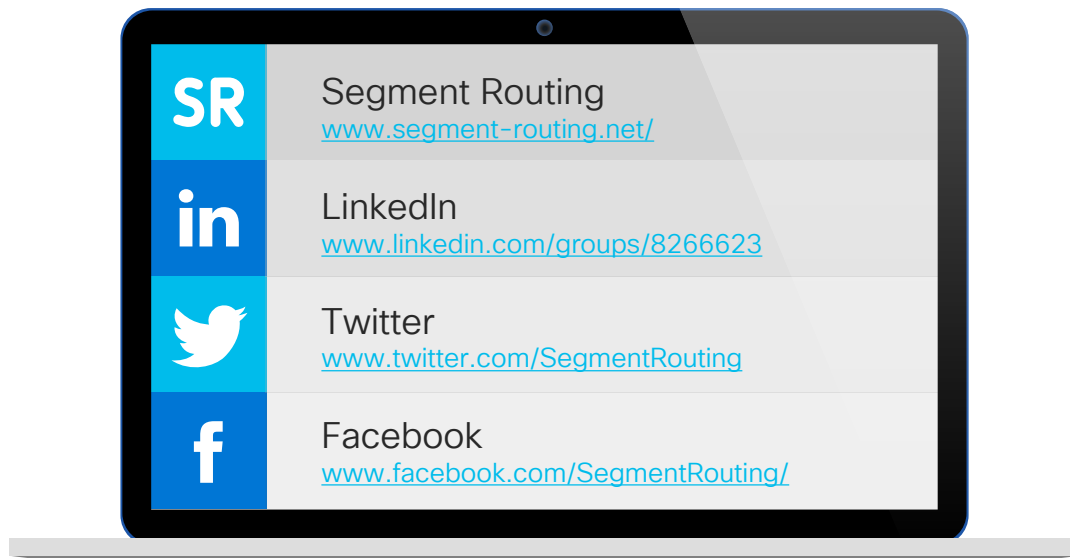 SR
Segment Routing
www.segment-routing.net/
in
LinkedIn
www.linkedin.com/groups/8266623
Twitter
www.twitter.com/SegmentRouting
f
Facebook
www.facebook.com/SegmentRouting/